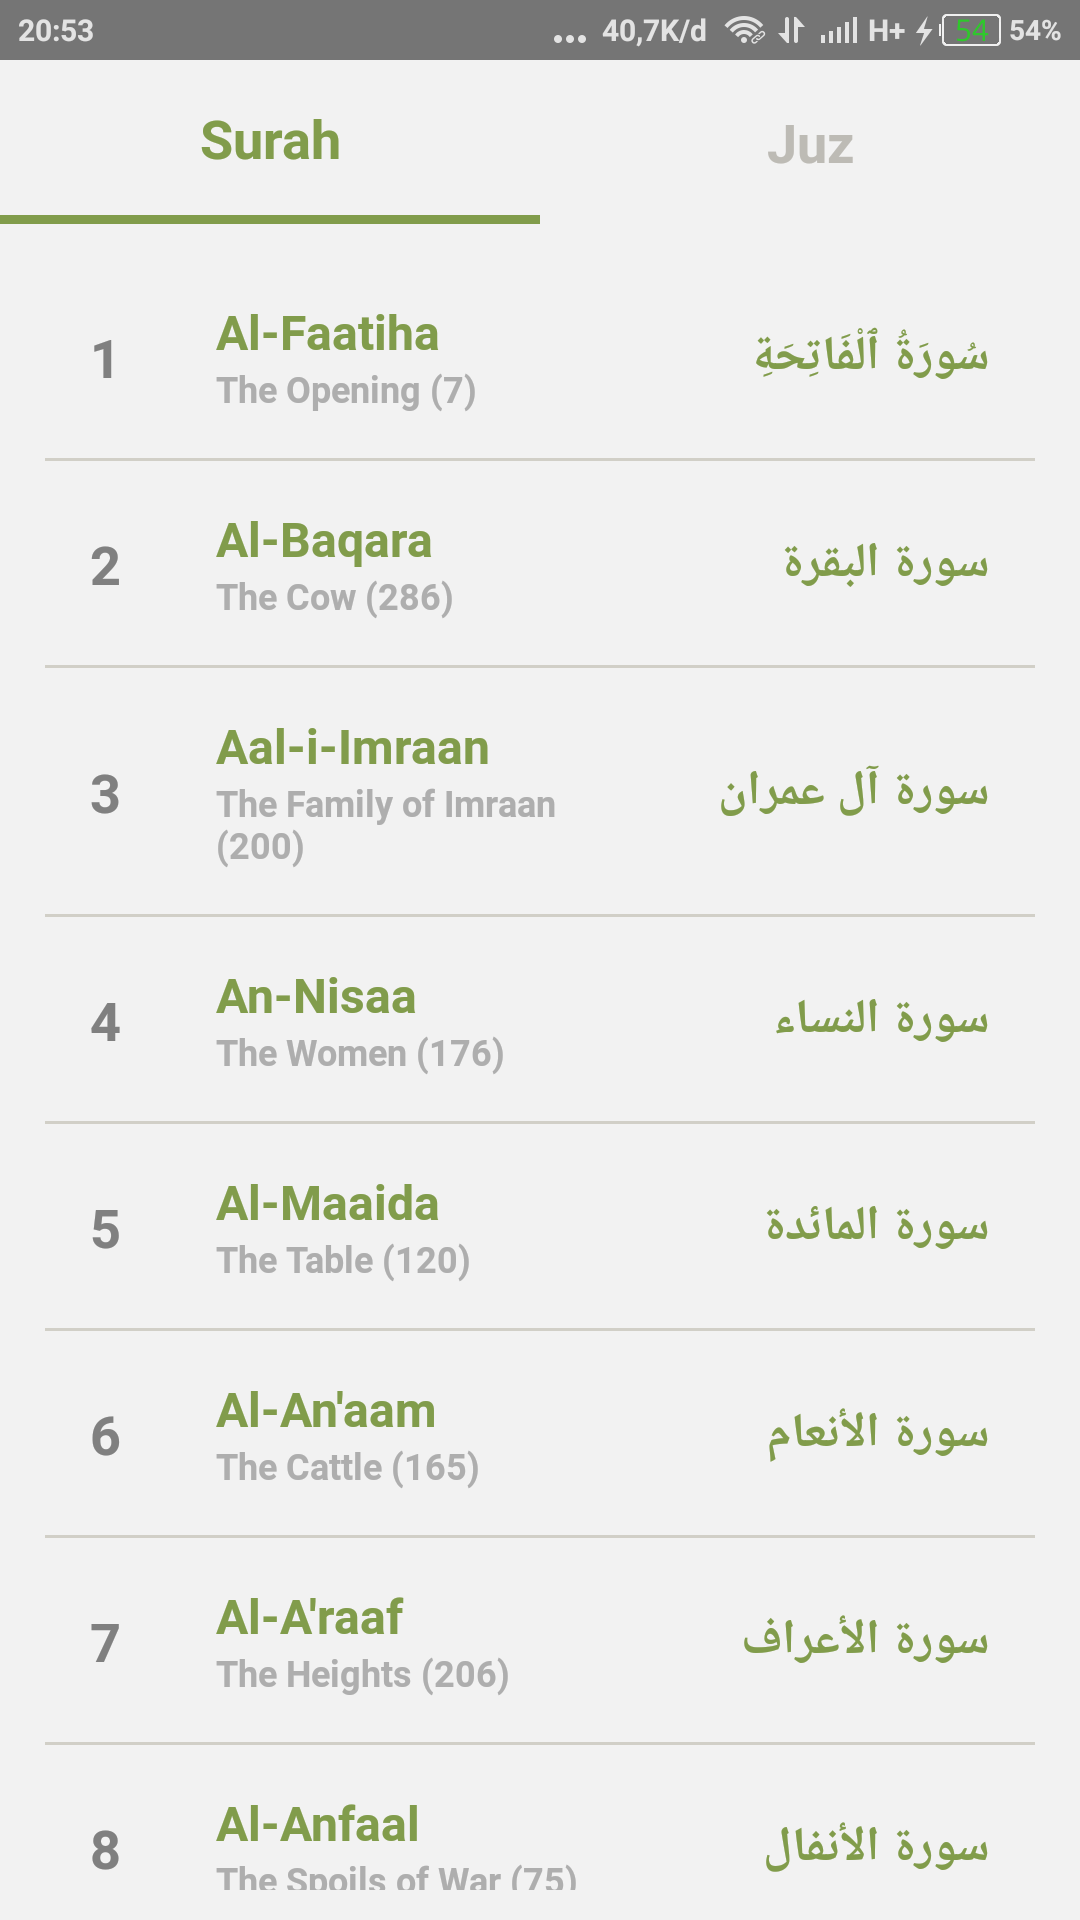 20:53 ... 40,7K/d H+ 54 54%
Surah Juz
1 Al-Faatiha سُورَةُ ٱلْفَاتِحَةِ
The Opening (7)
2 Al-Baqara سورة البقرة
The Cow (286)
3 Aal-i-Imraan سورة آل عمران
The Family of Imraan
(200)
4 An-Nisaa سورة النساء
The Women (176)
5 Al-Maaida سورة المائدة
The Table (120)
6 Al-An'aam سورة الأنعام
The Cattle (165)
7 Al-A'raaf سورة الأعراف
The Heights (206)
8 Al-Anfaal سورة الأنفال
The Spoils of War (75)